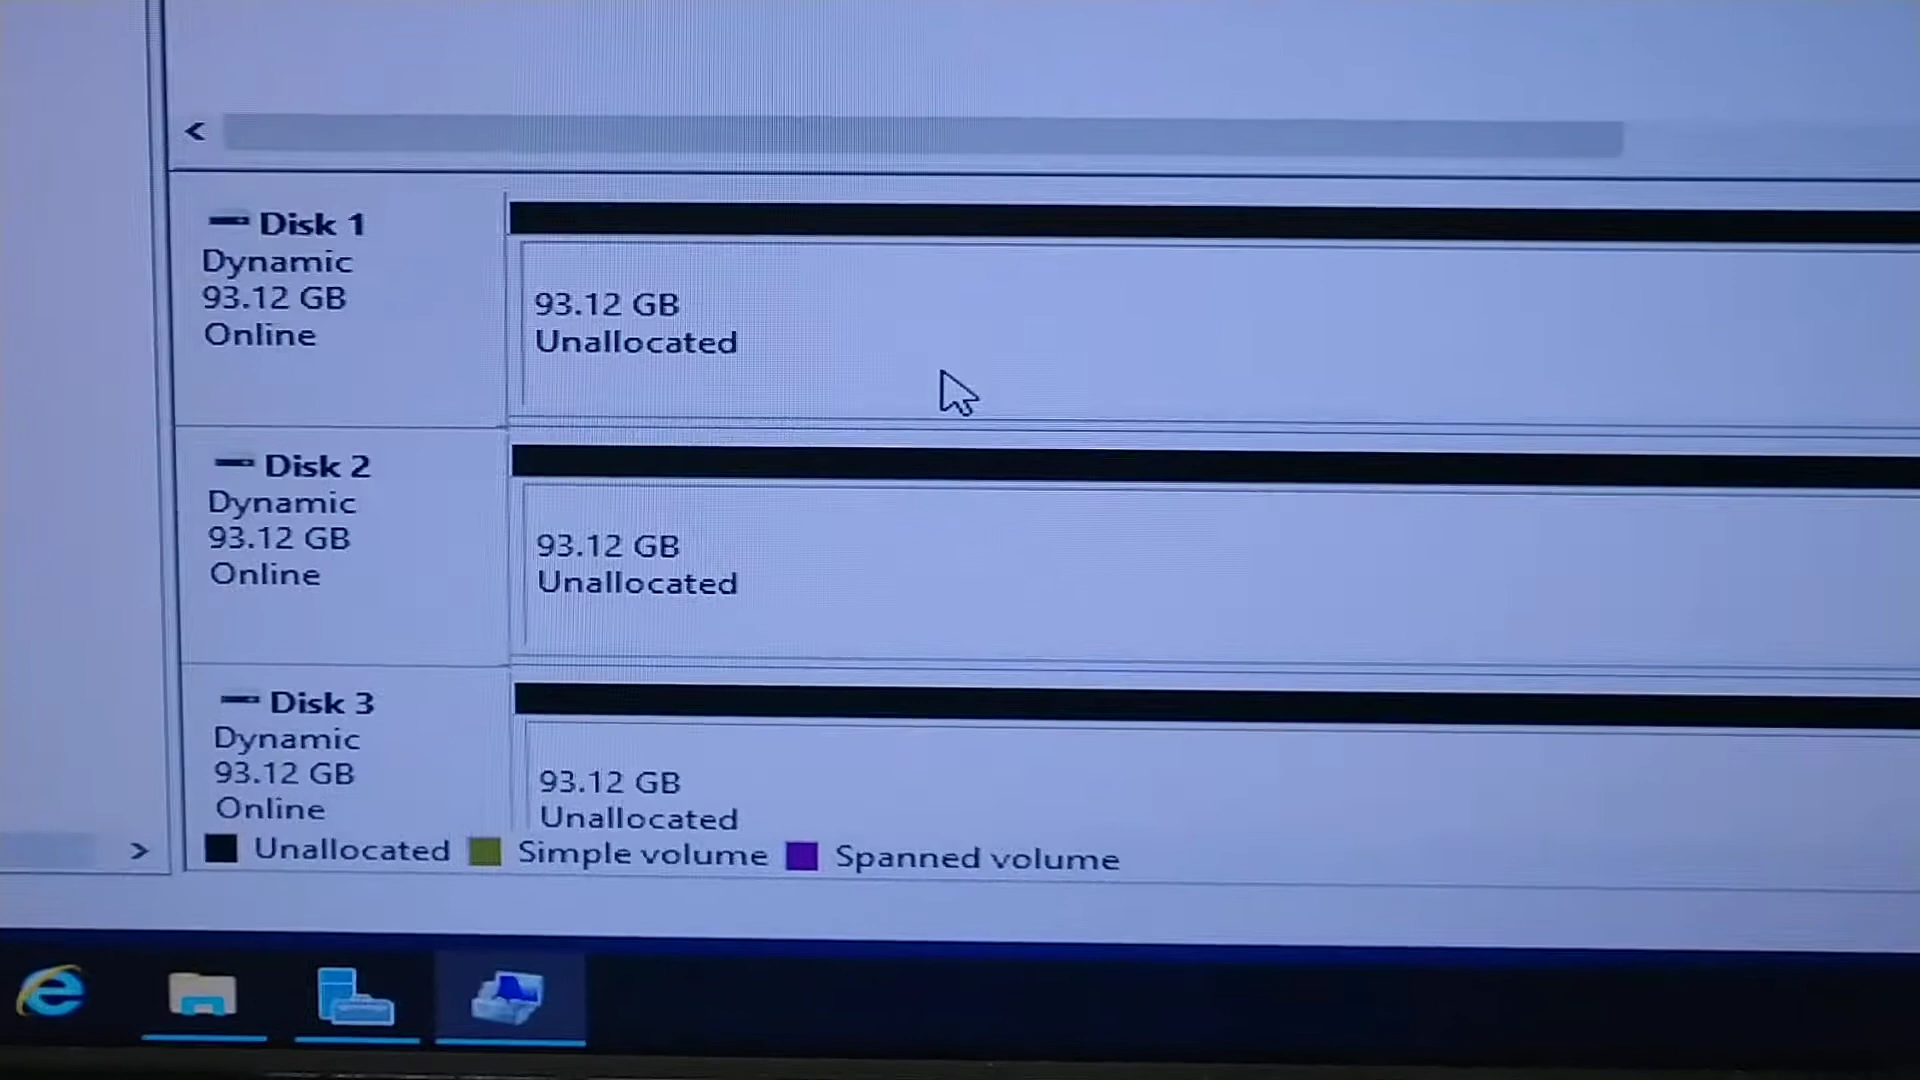 Disk 1
Dynamic
93.12 GB
Online
93.12 GB
Unallocated
Disk 2
Dynamic
93.12 GB
Online
93.12 GB
Unallocated
Disk 3
Dynamic
93.12 GB
Online
93.12 GB
Unallocated
Unallocated Simple volume Spanned volume